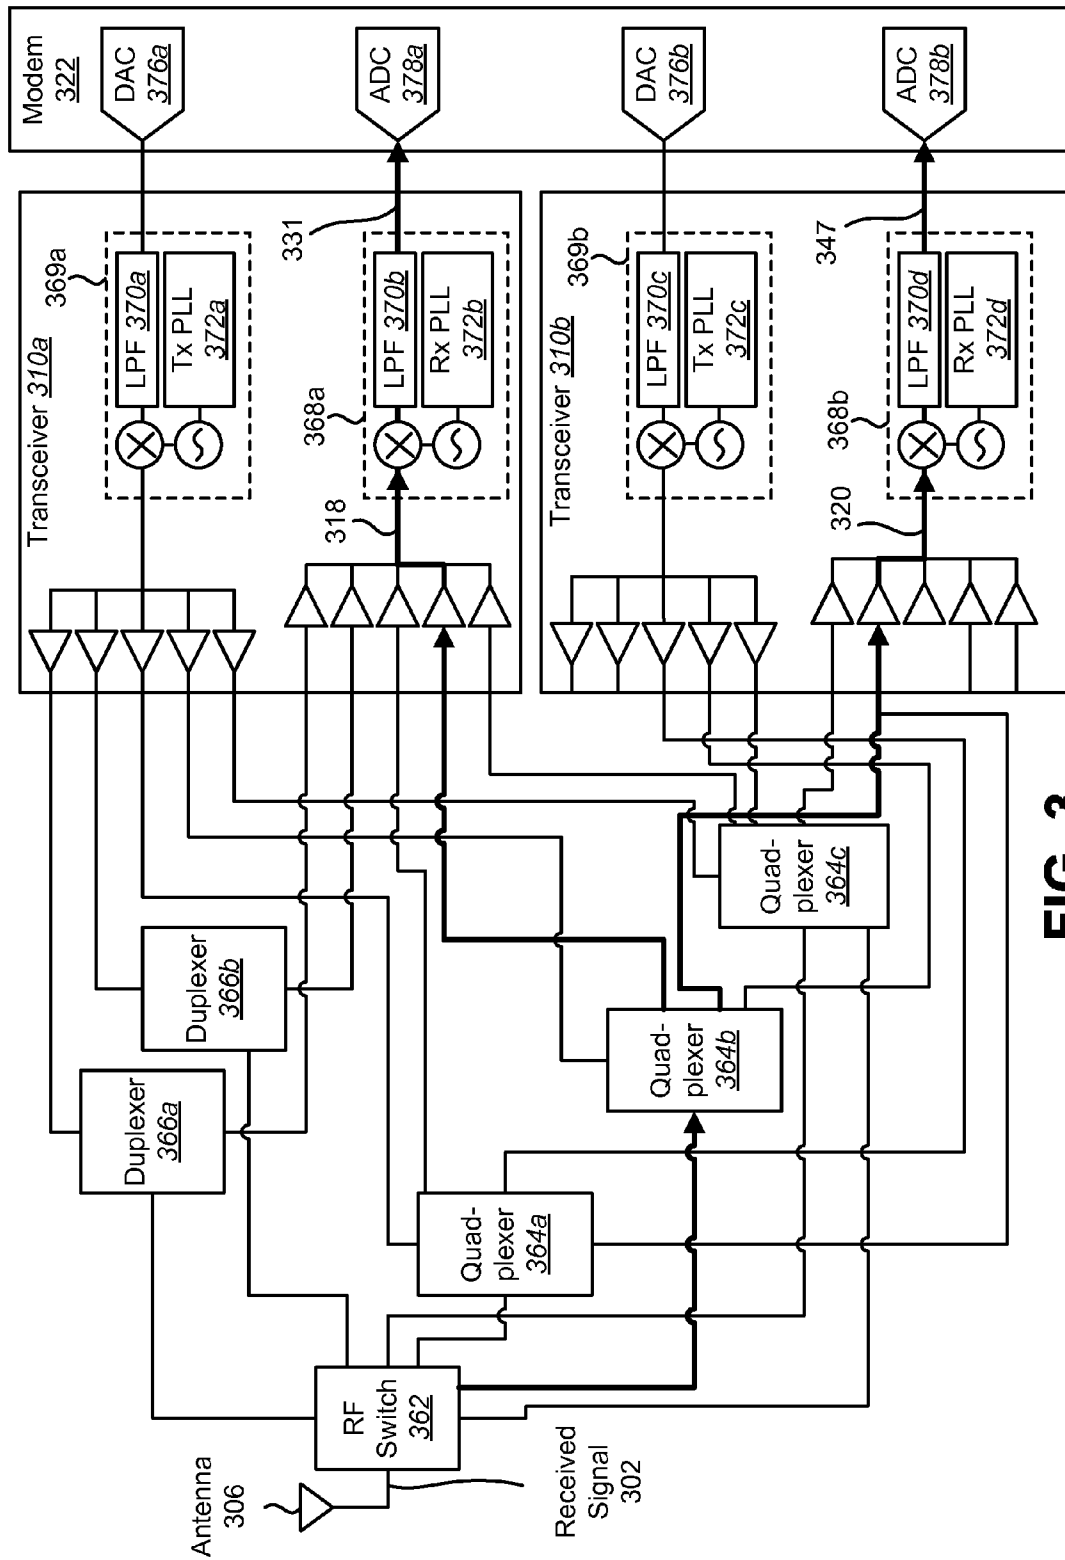 Antenna
306
Received
Signal
302
RF
Switch
362
Duplexer
366a
Duplexer
366b
Quad-
plexer
364a
Quad-
plexer
364b
Quad-
plexer
364c
Transceiver 310a
369a
LPF 370a
Tx PLL
372a
318
368a
LPF 370b
Rx PLL
372b
331
Transceiver 310b
369b
LPF 370c
Tx PLL
372c
320
368b
LPF 370d
Rx PLL
372d
347
Modem
322
DAC
376a
ADC
378a
DAC
376b
ADC
378b
FIG. 3